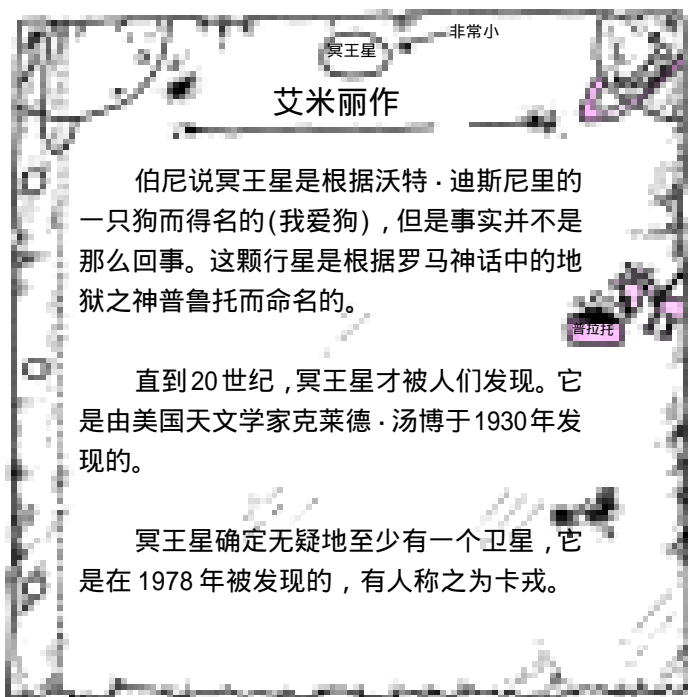 非常小
冥王星
艾米丽作
伯尼说冥王星是根据沃特·迪斯尼里的
一只狗而得名的(我爱狗),但是事实并不是
那么回事。这颗行星是根据罗马神话中的地
狱之神普鲁托而命名的。
普拉托
直到20世纪,冥王星才被人们发现。它
是由美国天文学家克莱德·汤博于1930年发
现的。
冥王星确定无疑地至少有一个卫星,它
是在1978年被发现的,有人称之为卡戎。